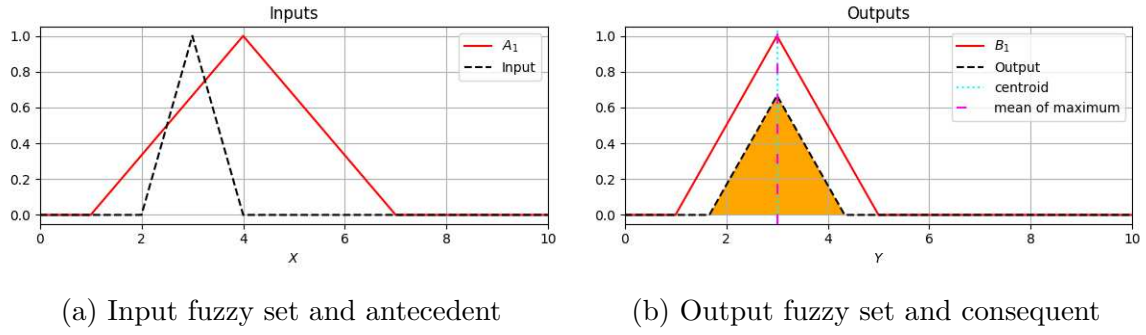 Inputs
1.0
0.8
0.6
0.4
0.2
0.0
0 2 4 6 8 10
X
A₁
Input
(a) Input fuzzy set and antecedent
Outputs
1.0
0.8
0.6
0.4
0.2
0.0
0 2 4 6 8 10
Y
B₁
Output
centroid
mean of maximum
(b) Output fuzzy set and consequent